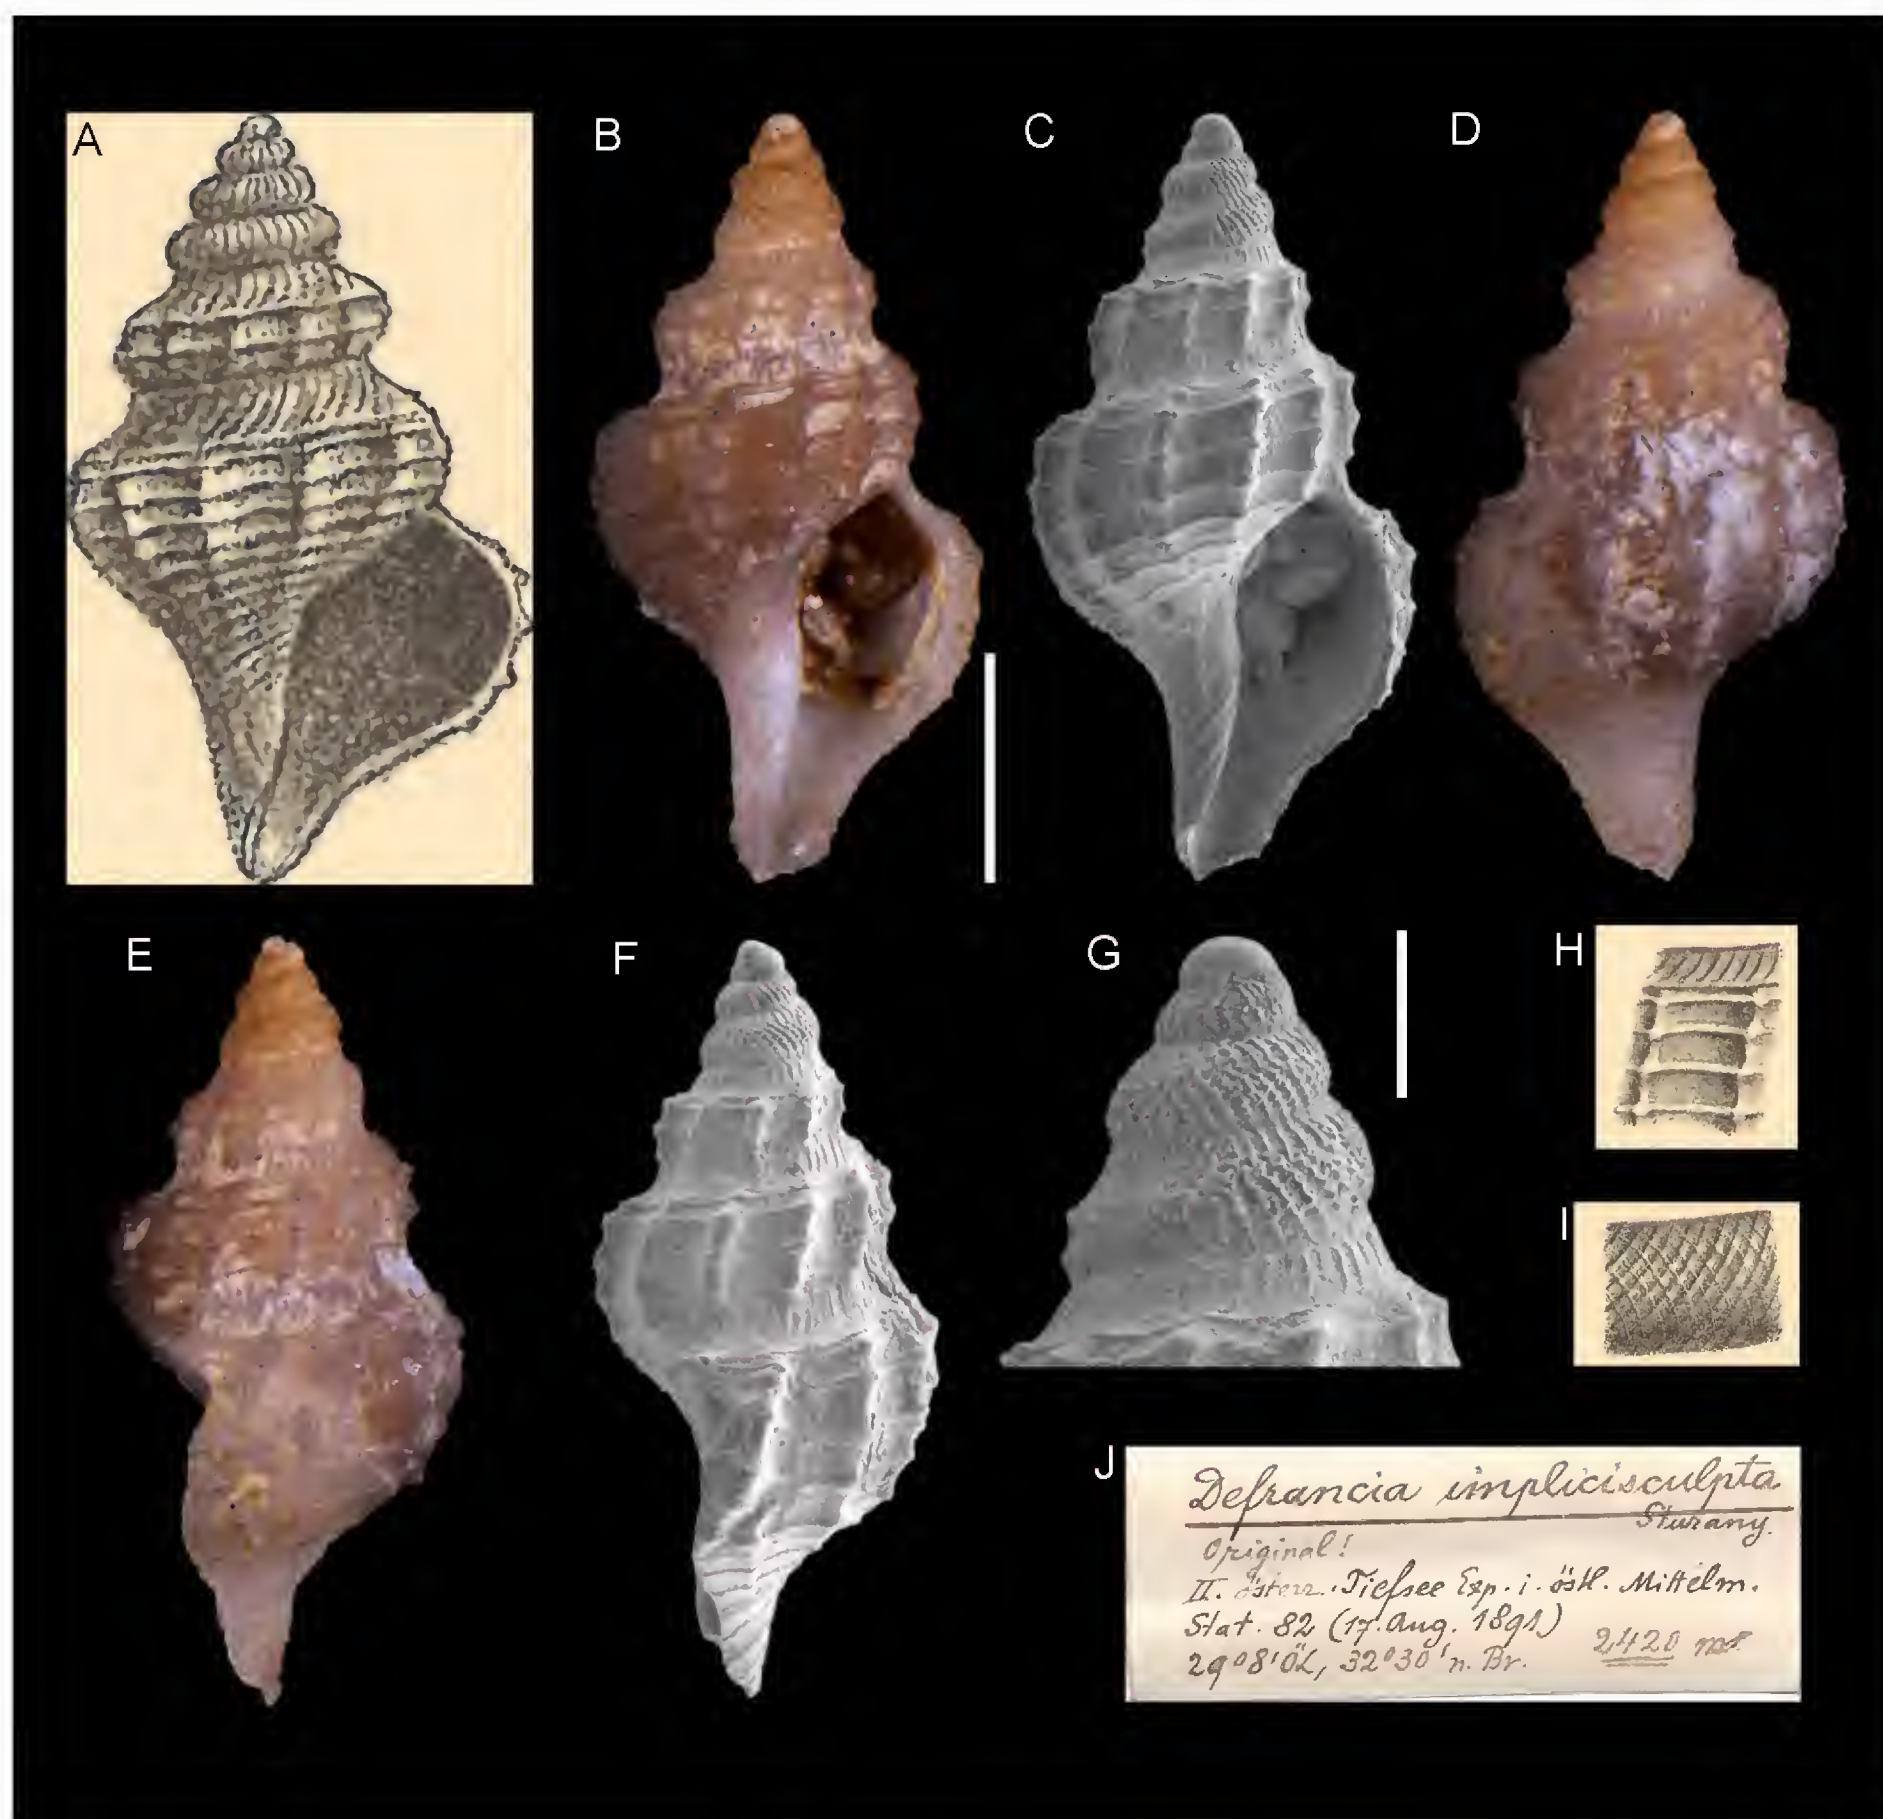 A
B
C
D
E
F
G
H
I
J
Defrancia implicisculpta
Sturany.
Original!
II. österr. Tiefsee Exp. i. östl. Mittelm.
Stat. 82 (17. Aug. 1891)
29°8'ÖL, 32°30' n. Br. 2420 mt